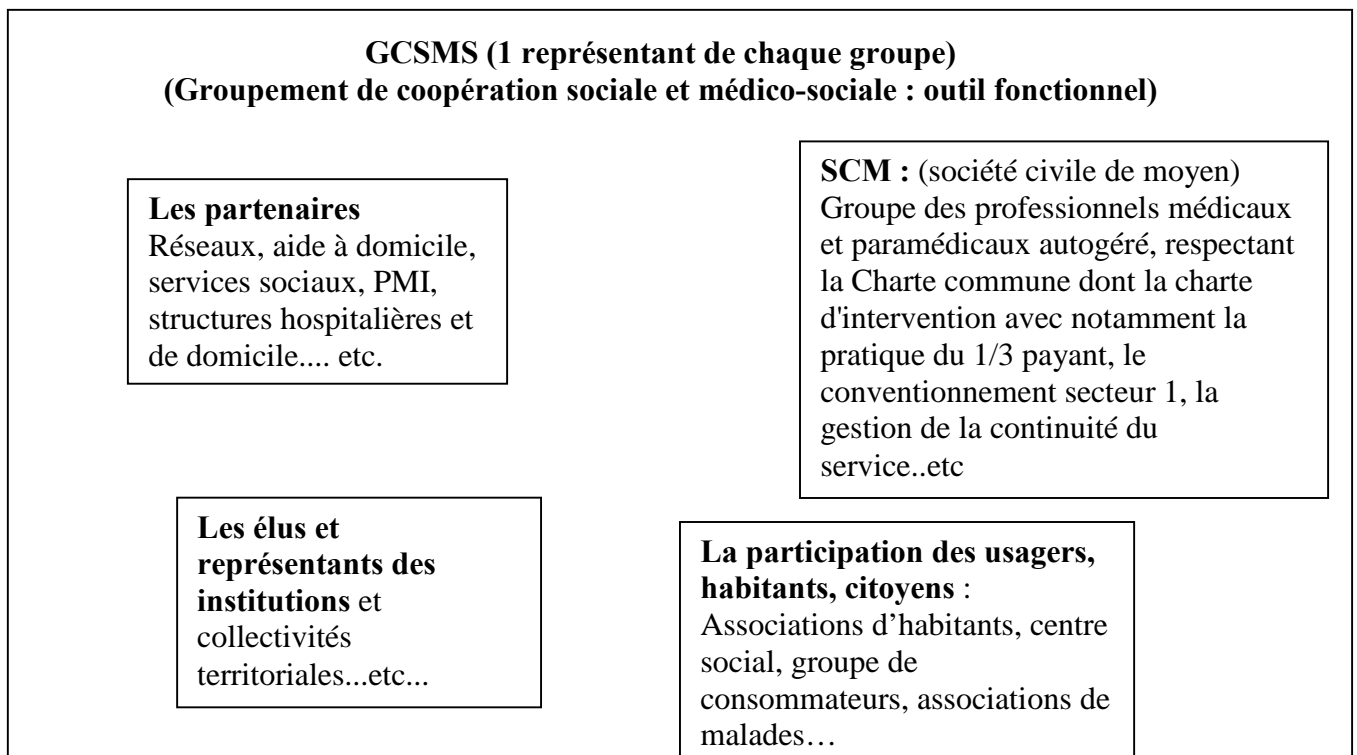 GCSMS (1 représentant de chaque groupe)
(Groupement de coopération sociale et médico-sociale : outil fonctionnel)
Les partenaires
Réseaux, aide à domicile,
services sociaux, PMI,
structures hospitalières et
de domicile.... etc.
SCM : (société civile de moyen)
Groupe des professionnels médicaux
et paramédicaux autogéré, respectant
la Charte commune dont la charte
d'intervention avec notamment la
pratique du 1/3 payant, le
conventionnement secteur 1, la
gestion de la continuité du
service..etc
Les élus et
représentants des
institutions et
collectivités
territoriales...etc...
La participation des usagers,
habitants, citoyens :
Associations d’habitants, centre
social, groupe de
consommateurs, associations de
malades…